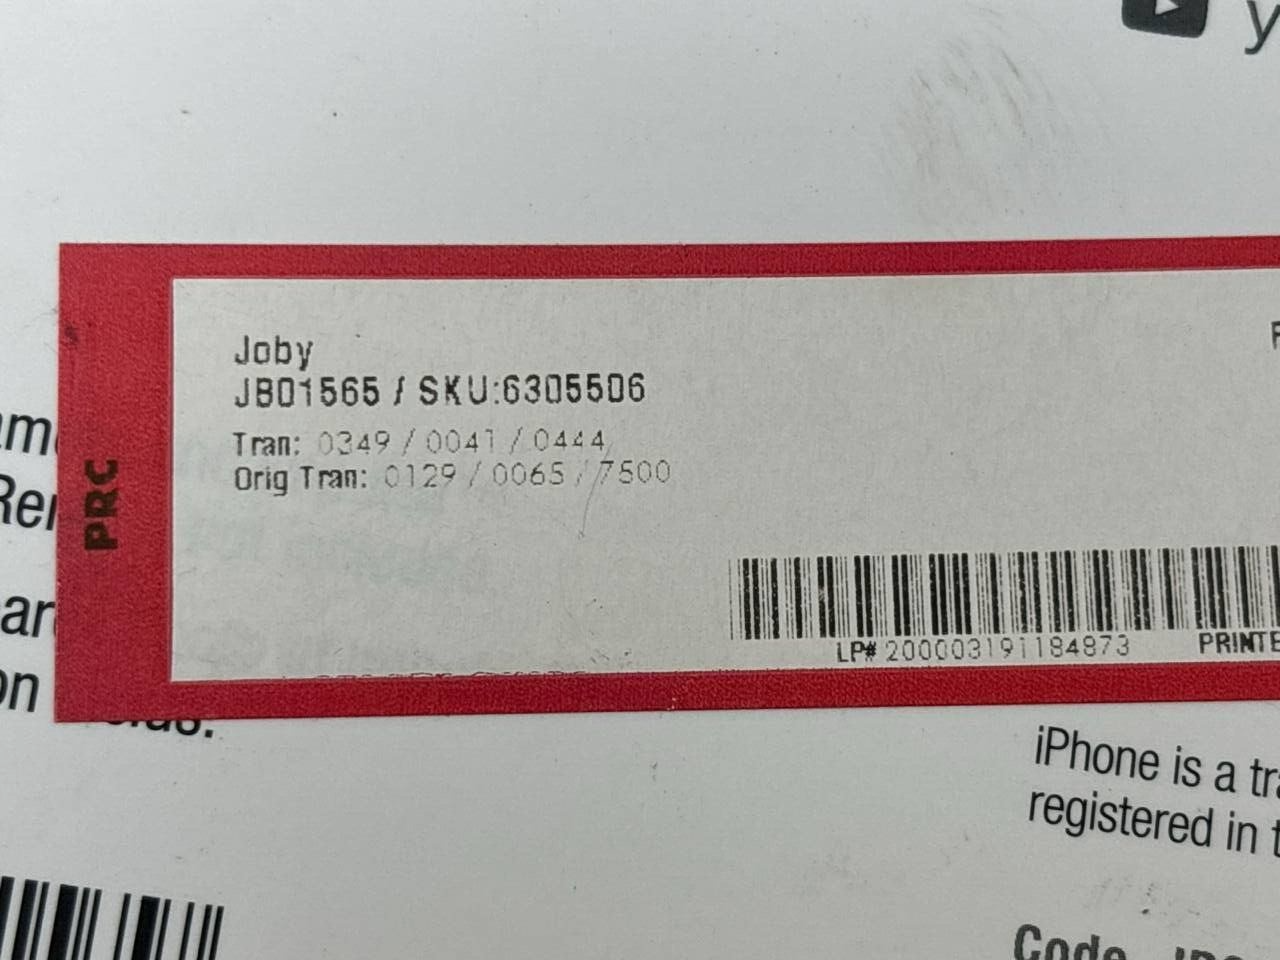 Joby
JB01565 / SKU:6305506
Tran: 0349 / 0041 / 0444
Orig Tran: 0129 / 0065 / 7500
PRC
LP# 200003191184873
iPhone is a
registered in
Code